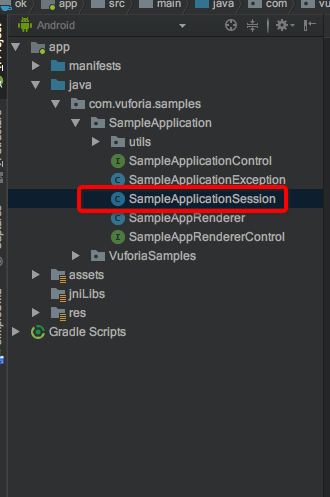 ok app src main java com vu
Android
app
manifests
java
com.vuforia.samples
SampleApplication
utils
SampleApplicationControl
SampleApplicationException
SampleApplicationSession
SampleAppRenderer
SampleAppRendererControl
VuforiaSamples
assets
jniLibs
res
Gradle Scripts